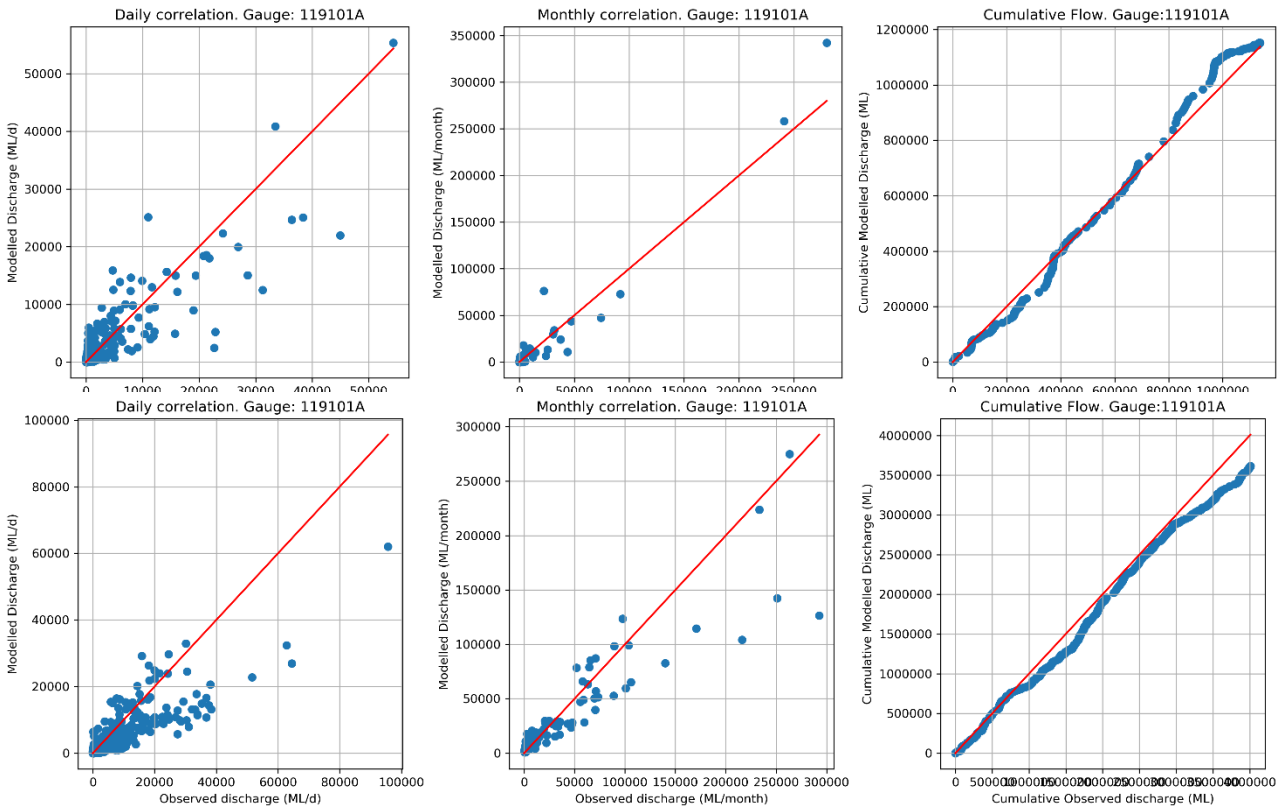 Daily correlation. Gauge: 119101A
Modelled Discharge (ML/d)
50000
40000
30000
20000
10000
0
0 10000 20000 30000 40000 50000
Monthly correlation. Gauge: 119101A
Modelled Discharge (ML/month)
350000
300000
250000
200000
150000
100000
50000
0
0 50000 100000 150000 200000 250000
Cumulative Flow. Gauge:119101A
Cumulative Modelled Discharge (ML)
1200000
1000000
800000
600000
400000
200000
0
0 200000 400000 600000 800000 1000000
Daily correlation. Gauge: 119101A
Modelled Discharge (ML/d)
100000
80000
60000
40000
20000
0
0 20000 40000 60000 80000 100000
Observed discharge (ML/d)
Monthly correlation. Gauge: 119101A
Modelled Discharge (ML/month)
300000
250000
200000
150000
100000
50000
0
0 50000 100000 150000 200000 250000 300000
Observed discharge (ML/month)
Cumulative Flow. Gauge:119101A
Cumulative Modelled Discharge (ML)
4000000
3500000
3000000
2500000
2000000
1500000
1000000
500000
0
0 500000 1000000 1500000 2000000 2500000 3000000 3500000 4000000
Cumulative Observed discharge (ML)